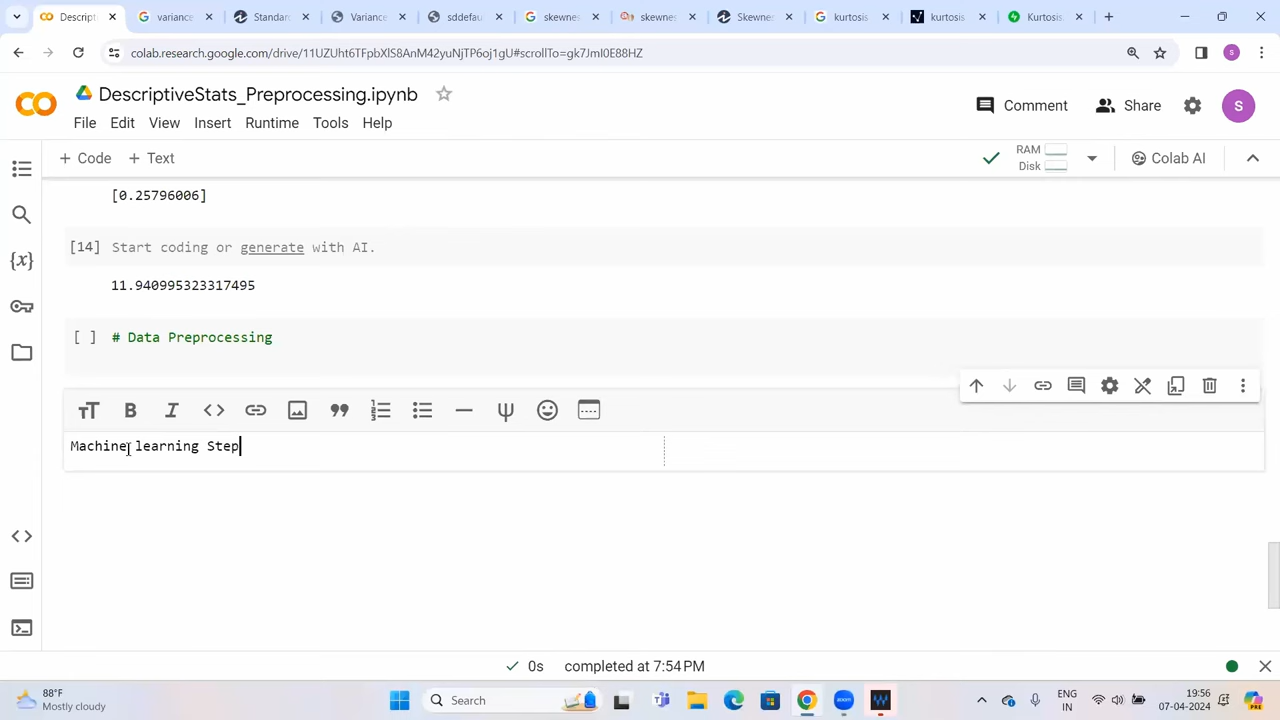 Descript
variance
Standard
Variance
sddefau
skewnes
skewnes
Skewnes
kurtosis
kurtosis
Kurtosis
colab.research.google.com/drive/11UZUht6TFpbXlS8AnM42yuNjTP6oj1gU#scrollTo=gk7JmI0E88HZ
S
DescriptiveStats_Preprocessing.ipynb
File Edit View Insert Runtime Tools Help
Comment Share S
+ Code + Text
RAM
Disk
Colab AI
[0.25796006]
[14] Start coding or generate with AI.
11.940995323317495
[ ] # Data Preprocessing
Machine learning Step
0s completed at 7:54 PM
88°F
Mostly cloudy
Search
ENG
IN
19:56
07-04-2024